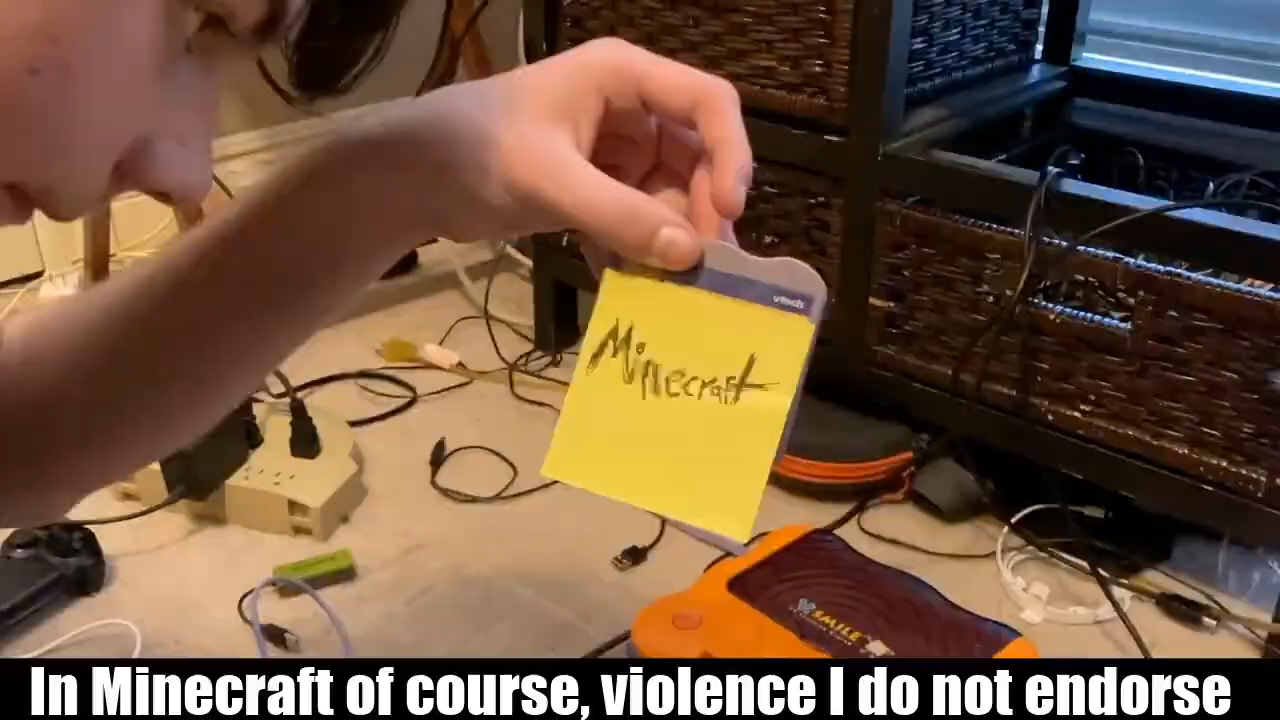 vtech
Minecraft
V.SMILE
In Minecraft of course, violence I do not endorse